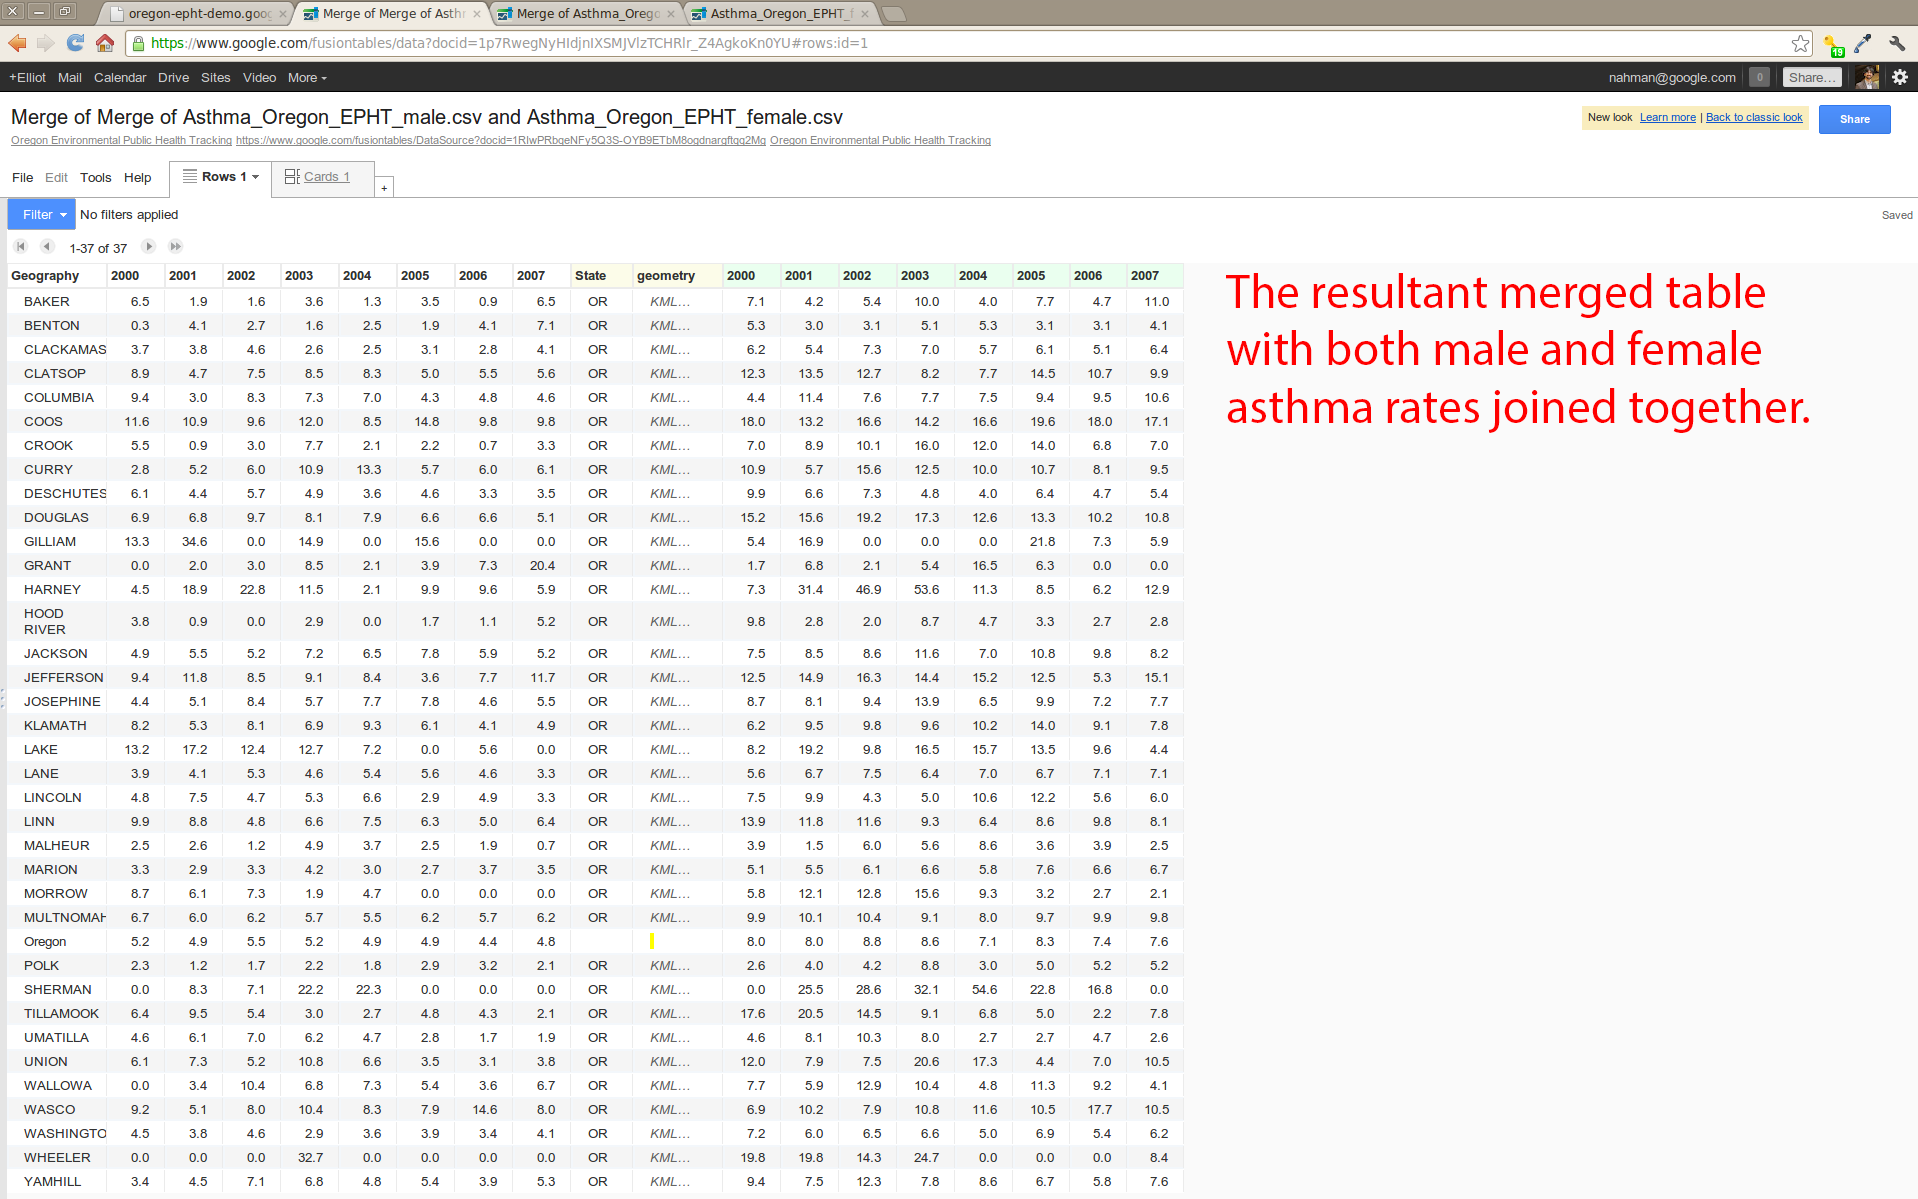 oregon-epht-demo.goog
Merge of Merge of Asthm
Merge of Asthma_Orego
Asthma_Oregon_EPHT_f
https://www.google.com/fusiontables/data?docid=1p7RwegNyHIdjnIXSMJVlzTCHRlr_Z4AgkoKn0YU#rows:id=1
19
+Elliot Mail Calendar Drive Sites Video More
nahman@google.com 0 Share...
Merge of Merge of Asthma_Oregon_EPHT_male.csv and Asthma_Oregon_EPHT_female.csv
New look Learn more | Back to classic look
Share
Oregon Environmental Public Health Tracking https://www.google.com/fusiontables/DataSource?docid=1RlwPRbqeNFy5Q3S-OYB9ETbM8ogdnargftqg2Mg Oregon Environmental Public Health Tracking
File Edit Tools Help Rows 1 Cards 1 +
Filter No filters applied
Saved
1-37 of 37
Geography 2000 2001 2002 2003 2004 2005 2006 2007 State geometry 2000 2001 2002 2003 2004 2005 2006 2007
BAKER 6.5 1.9 1.6 3.6 1.3 3.5 0.9 6.5 OR KML... 7.1 4.2 5.4 10.0 4.0 7.7 4.7 11.0
BENTON 0.3 4.1 2.7 1.6 2.5 1.9 4.1 7.1 OR KML... 5.3 3.0 3.1 5.1 5.3 3.1 3.1 4.1
CLACKAMAS 3.7 3.8 4.6 2.6 2.5 3.1 2.8 4.1 OR KML... 6.2 5.4 7.3 7.0 5.7 6.1 5.1 6.4
CLATSOP 8.9 4.7 7.5 8.5 8.3 5.0 5.5 5.6 OR KML... 12.3 13.5 12.7 8.2 7.7 14.5 10.7 9.9
COLUMBIA 9.4 3.0 8.3 7.3 7.0 4.3 4.8 4.6 OR KML... 4.4 11.4 7.6 7.7 7.5 9.4 9.5 10.6
COOS 11.6 10.9 9.6 12.0 8.5 14.8 9.8 9.8 OR KML... 18.0 13.2 16.6 14.2 16.6 19.6 18.0 17.1
CROOK 5.5 0.9 3.0 7.7 2.1 2.2 0.7 3.3 OR KML... 7.0 8.9 10.1 16.0 12.0 14.0 6.8 7.0
CURRY 2.8 5.2 6.0 10.9 13.3 5.7 6.0 6.1 OR KML... 10.9 5.7 15.6 12.5 10.0 10.7 8.1 9.5
DESCHUTES 6.1 4.4 5.7 4.9 3.6 4.6 3.3 3.5 OR KML... 9.9 6.6 7.3 4.8 4.0 6.4 4.7 5.4
DOUGLAS 6.9 6.8 9.7 8.1 7.9 6.6 6.6 5.1 OR KML... 15.2 15.6 19.2 17.3 12.6 13.3 10.2 10.8
GILLIAM 13.3 34.6 0.0 14.9 0.0 15.6 0.0 0.0 OR KML... 5.4 16.9 0.0 0.0 0.0 21.8 7.3 5.9
GRANT 0.0 2.0 3.0 8.5 2.1 3.9 7.3 20.4 OR KML... 1.7 6.8 2.1 5.4 16.5 6.3 0.0 0.0
HARNEY 4.5 18.9 22.8 11.5 2.1 9.9 9.6 5.9 OR KML... 7.3 31.4 46.9 53.6 11.3 8.5 6.2 12.9
HOOD
RIVER 3.8 0.9 0.0 2.9 0.0 1.7 1.1 5.2 OR KML... 9.8 2.8 2.0 8.7 4.7 3.3 2.7 2.8
JACKSON 4.9 5.5 5.2 7.2 6.5 7.8 5.9 5.2 OR KML... 7.5 8.5 8.6 11.6 7.0 10.8 9.8 8.2
JEFFERSON 9.4 11.8 8.5 9.1 8.4 3.6 7.7 11.7 OR KML... 12.5 14.9 16.3 14.4 15.2 12.5 5.3 15.1
JOSEPHINE 4.4 5.1 8.4 5.7 7.7 7.8 4.6 5.5 OR KML... 8.7 8.1 9.4 13.9 6.5 9.9 7.2 7.7
KLAMATH 8.2 5.3 8.1 6.9 9.3 6.1 4.1 4.9 OR KML... 6.2 9.5 9.8 9.6 10.2 14.0 9.1 7.8
LAKE 13.2 17.2 12.4 12.7 7.2 0.0 5.6 0.0 OR KML... 8.2 19.2 9.8 16.5 15.7 13.5 9.6 4.4
LANE 3.9 4.1 5.3 4.6 5.4 5.6 4.6 3.3 OR KML... 5.6 6.7 7.5 6.4 7.0 6.7 7.1 7.1
LINCOLN 4.8 7.5 4.7 5.3 6.6 2.9 4.9 3.3 OR KML... 7.5 9.9 4.3 5.0 10.6 12.2 5.6 6.0
LINN 9.9 8.8 4.8 6.6 7.5 6.3 5.0 6.4 OR KML... 13.9 11.8 11.6 9.3 6.4 8.6 9.8 8.1
MALHEUR 2.5 2.6 1.2 4.9 3.7 2.5 1.9 0.7 OR KML... 3.9 1.5 6.0 5.6 8.6 3.6 3.9 2.5
MARION 3.3 2.9 3.3 4.2 3.0 2.7 3.7 3.5 OR KML... 5.1 5.5 6.1 6.6 5.8 7.6 6.6 6.7
MORROW 8.7 6.1 7.3 1.9 4.7 0.0 0.0 0.0 OR KML... 5.8 12.1 12.8 15.6 9.3 3.2 2.7 2.1
MULTNOMAH 6.7 6.0 6.2 5.7 5.5 6.2 5.7 6.2 OR KML... 9.9 10.1 10.4 9.1 8.0 9.7 9.9 9.8
Oregon 5.2 4.9 5.5 5.2 4.9 4.9 4.4 4.8 8.0 8.0 8.8 8.6 7.1 8.3 7.4 7.6
POLK 2.3 1.2 1.7 2.2 1.8 2.9 3.2 2.1 OR KML... 2.6 4.0 4.2 8.8 3.0 5.0 5.2 5.2
SHERMAN 0.0 8.3 7.1 22.2 22.3 0.0 0.0 0.0 OR KML... 0.0 25.5 28.6 32.1 54.6 22.8 16.8 0.0
TILLAMOOK 6.4 9.5 5.4 3.0 2.7 4.8 4.3 2.1 OR KML... 17.6 20.5 14.5 9.1 6.8 5.0 2.2 7.8
UMATILLA 4.6 6.1 7.0 6.2 4.7 2.8 1.7 1.9 OR KML... 4.6 8.1 10.3 8.0 2.7 2.7 4.7 2.6
UNION 6.1 7.3 5.2 10.8 6.6 3.5 3.1 3.8 OR KML... 12.0 7.9 7.5 20.6 17.3 4.4 7.0 10.5
WALLOWA 0.0 3.4 10.4 6.8 7.3 5.4 3.6 6.7 OR KML... 7.7 5.9 12.9 10.4 4.8 11.3 9.2 4.1
WASCO 9.2 5.1 8.0 10.4 8.3 7.9 14.6 8.0 OR KML... 6.9 10.2 7.9 10.8 11.6 10.5 17.7 10.5
WASHINGTO 4.5 3.8 4.6 2.9 3.6 3.9 3.4 4.1 OR KML... 7.2 6.0 6.5 6.6 5.0 6.9 5.4 6.2
WHEELER 0.0 0.0 0.0 32.7 0.0 0.0 0.0 0.0 OR KML... 19.8 19.8 14.3 24.7 0.0 0.0 0.0 8.4
YAMHILL 3.4 4.5 7.1 6.8 4.8 5.4 3.9 5.3 OR KML... 9.4 7.5 12.3 7.8 8.6 6.7 5.8 7.6
The resultant merged table
with both male and female
asthma rates joined together.